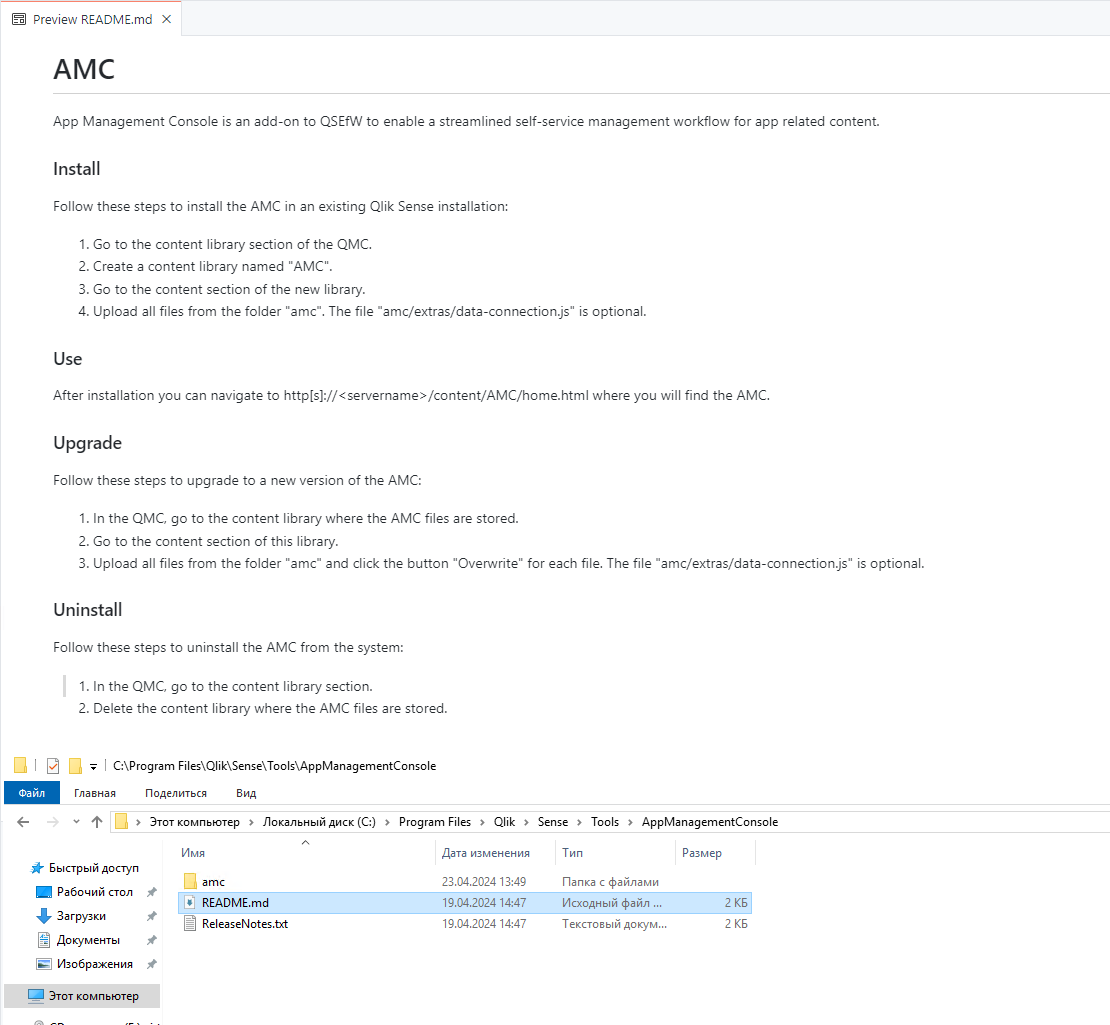 Preview README.md
AMC
App Management Console is an add-on to QSEfW to enable a streamlined self-service management workflow for app related content.
Install
Follow these steps to install the AMC in an existing Qlik Sense installation:
1. Go to the content library section of the QMC.
2. Create a content library named "AMC".
3. Go to the content section of the new library.
4. Upload all files from the folder "amc". The file "amc/extras/data-connection.js" is optional.
Use
After installation you can navigate to http[s]://<servername>/content/AMC/home.html where you will find the AMC.
Upgrade
Follow these steps to upgrade to a new version of the AMC:
1. In the QMC, go to the content library where the AMC files are stored.
2. Go to the content section of this library.
3. Upload all files from the folder "amc" and click the button "Overwrite" for each file. The file "amc/extras/data-connection.js" is optional.
Uninstall
Follow these steps to uninstall the AMC from the system:
1. In the QMC, go to the content library section.
2. Delete the content library where the AMC files are stored.
C:\Program Files\Qlik\Sense\Tools\AppManagementConsole
Файл Главная Поделиться Вид
Этот компьютер > Локальный диск (C:) > Program Files > Qlik > Sense > Tools > AppManagementConsole
Имя Дата изменения Тип Размер
Быстрый доступ
Рабочий стол
Загрузки
Документы
Изображения
Этот компьютер
amc 23.04.2024 13:49 Папка с файлами
README.md 19.04.2024 14:47 Исходный файл ... 2 КБ
ReleaseNotes.txt 19.04.2024 14:47 Текстовый докум... 2 КБ